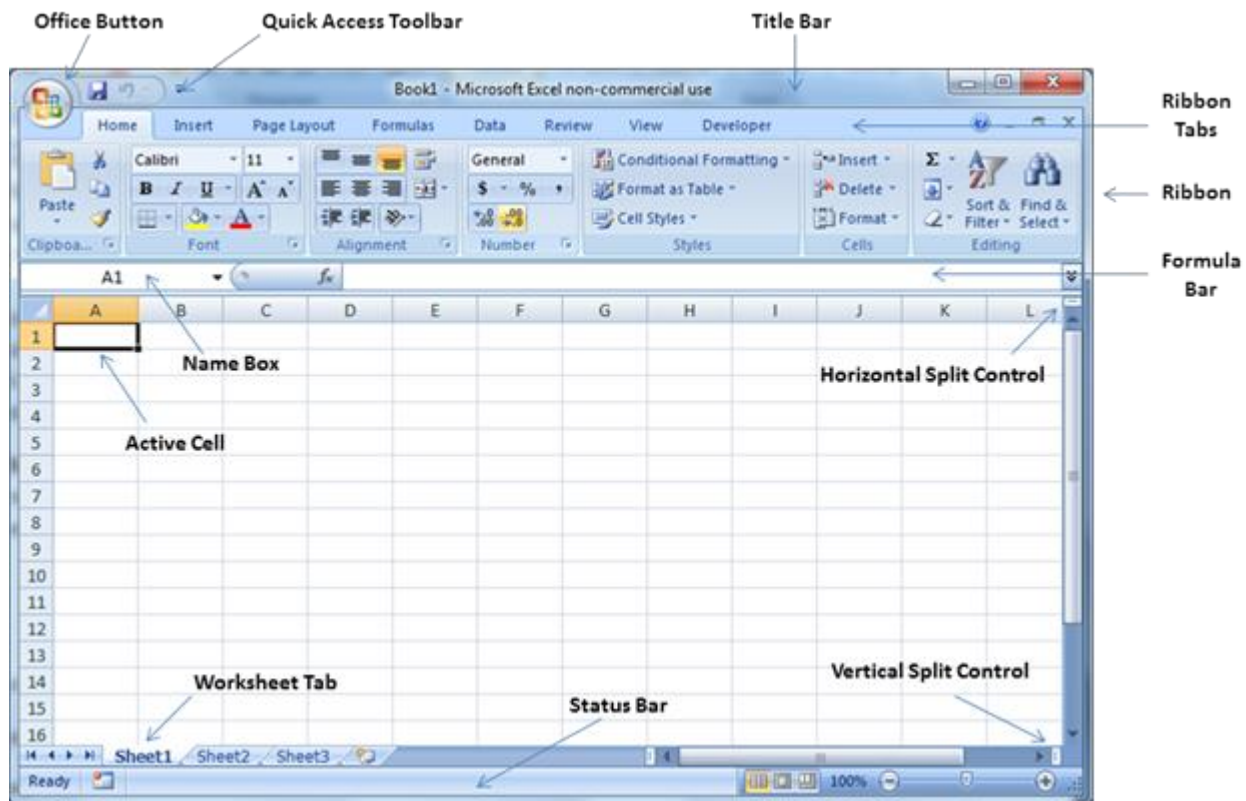 Office Button Quick Access Toolbar Title Bar
Book1 - Microsoft Excel non-commercial use
Ribbon Tabs
Home Insert Page Layout Formulas Data Review View Developer
Calibri 11 General Conditional Formatting Insert Σ
B I U A A $ % , Format as Table Delete
Paste A Cell Styles Format Sort & Filter Find & Select
Ribbon
Clipboa... Font Alignment Number Styles Cells Editing
Formula Bar
A1 fx
A B C D E F G H I J K L
1
2 Name Box
Horizontal Split Control
3
4
5 Active Cell
6
7
8
9
10
11
12
13
Vertical Split Control
14 Worksheet Tab
15 Status Bar
16
Sheet1 Sheet2 Sheet3
Ready 100%